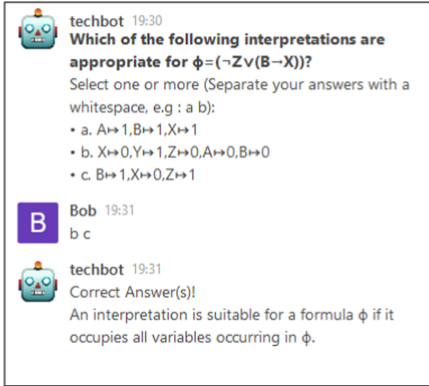 techbot 19:30
Which of the following interpretations are
appropriate for ϕ=(¬Z∨(B→X))?
Select one or more (Separate your answers with a
whitespace, e.g : a b):
• a. A↦1,B↦1,X↦1
• b. X↦0,Y↦1,Z↦0,A↦0,B↦0
• c. B↦1,X↦0,Z↦1
B
Bob 19:31
b c
techbot 19:31
Correct Answer(s)!
An interpretation is suitable for a formula ϕ if it
occupies all variables occurring in ϕ.